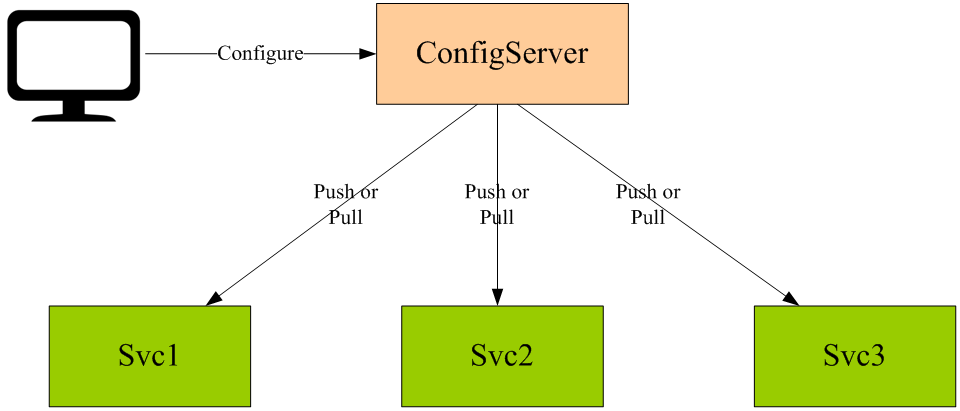 Configure
ConfigServer
Push or
Pull
Push or
Pull
Push or
Pull
Svc1
Svc2
Svc3